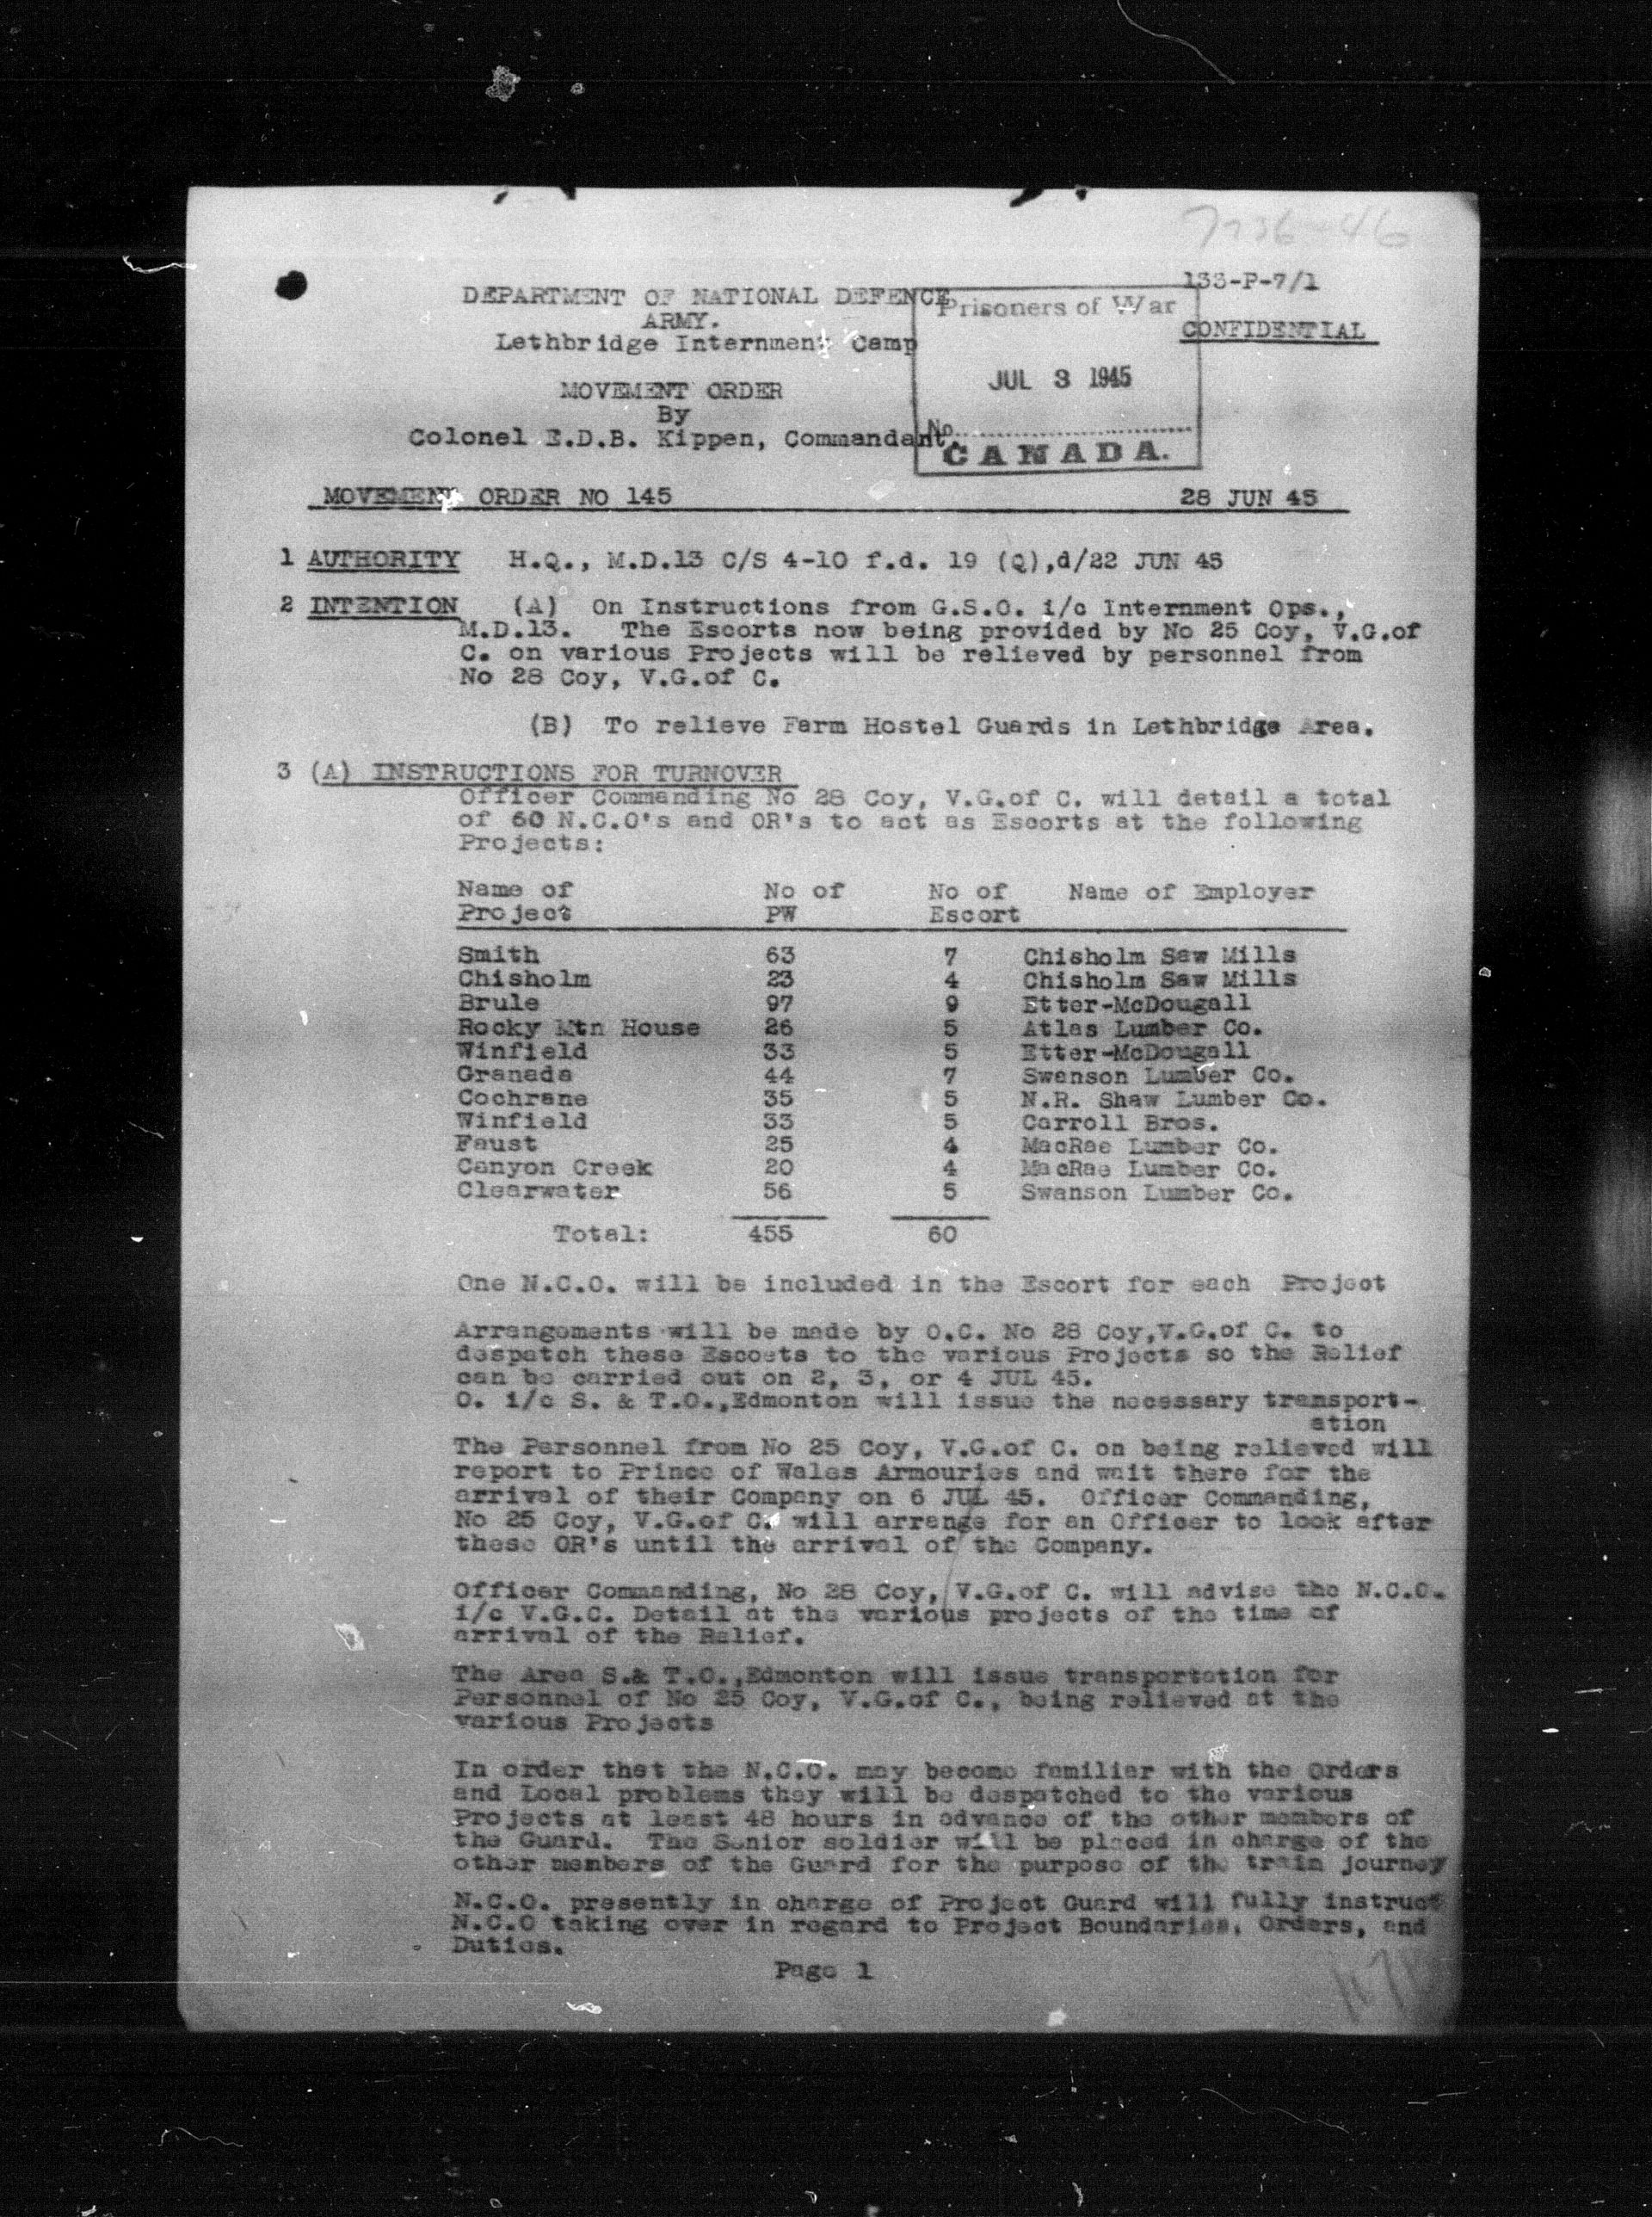 7736-46
133-P-7/1
DEPARTMENT OF NATIONAL DEFENCE
ARMY.
Lethbridge Internment Camp
Prisoners of War
JUL 3 1945
No
CANADA.
CONFIDENTIAL
MOVEMENT ORDER
By
Colonel E.D.B. Kippen, Commandant.
MOVEMENT ORDER NO 145 28 JUN 45
1 AUTHORITY H.Q., M.D.13 C/S 4-10 f.d. 19 (Q),d/22 JUN 45
2 INTENTION (A) On Instructions from G.S.O. i/c Internment Ops.,
M.D.13. The Escorts now being provided by No 25 Coy, V.G.of
C. on various Projects will be relieved by personnel from
No 28 Coy, V.G.of C.
(B) To relieve Farm Hostel Guards in Lethbridge Area.
3 (A) INSTRUCTIONS FOR TURNOVER
Officer Commanding No 28 Coy, V.G.of C. will detail a total
of 60 N.C.O's and OR's to act as Escorts at the following
Projects:
Name of No of No of Name of Employer
Project PW Escort
Smith 63 7 Chisholm Saw Mills
Chisholm 23 4 Chisholm Saw Mills
Brule 97 9 Etter-McDougall
Rocky Mtn House 26 5 Atlas Lumber Co.
Winfield 33 5 Etter-McDougall
Granada 44 7 Swanson Lumber Co.
Cochrane 35 5 N.R. Shaw Lumber Co.
Winfield 33 5 Carroll Bros.
Faust 25 4 MacRae Lumber Co.
Canyon Creek 20 4 MacRae Lumber Co.
Clearwater 56 5 Swanson Lumber Co.
Total: 455 60
One N.C.O. will be included in the Escort for each Project
Arrangements will be made by O.C. No 28 Coy,V.G.of C. to
despatch these Escoets to the various Projects so the Relief
can be carried out on 2, 3, or 4 JUL 45.
O. i/c S. & T.O.,Edmonton will issue the necessary transport-
ation
The Personnel from No 25 Coy, V.G.of C. on being relieved will
report to Prince of Wales Armouries and wait there for the
arrival of their Company on 6 JUL 45. Officer Commanding,
No 25 Coy, V.G.of C. will arrange for an Officer to look after
these OR's until the arrival of the Company.
Officer Commanding, No 28 Coy, V.G.of C. will advise the N.C.O.
i/c V.G.C. Detail at the various projects of the time of
arrival of the Relief.
The Area S.& T.O.,Edmonton will issue transportation for
Personnel of No 25 Coy, V.G.of C., being relieved at the
various Projects
In order that the N.C.O. may become familiar with the Orders
and Local problems they will be despatched to the various
Projects at least 48 hours in advance of the other members of
the Guard. The Senior soldier will be placed in charge of the
other members of the Guard for the purpose of the train journey
N.C.O. presently in charge of Project Guard will fully instruct
N.C.O taking over in regard to Project Boundaries, Orders, and
Duties.
Page 1